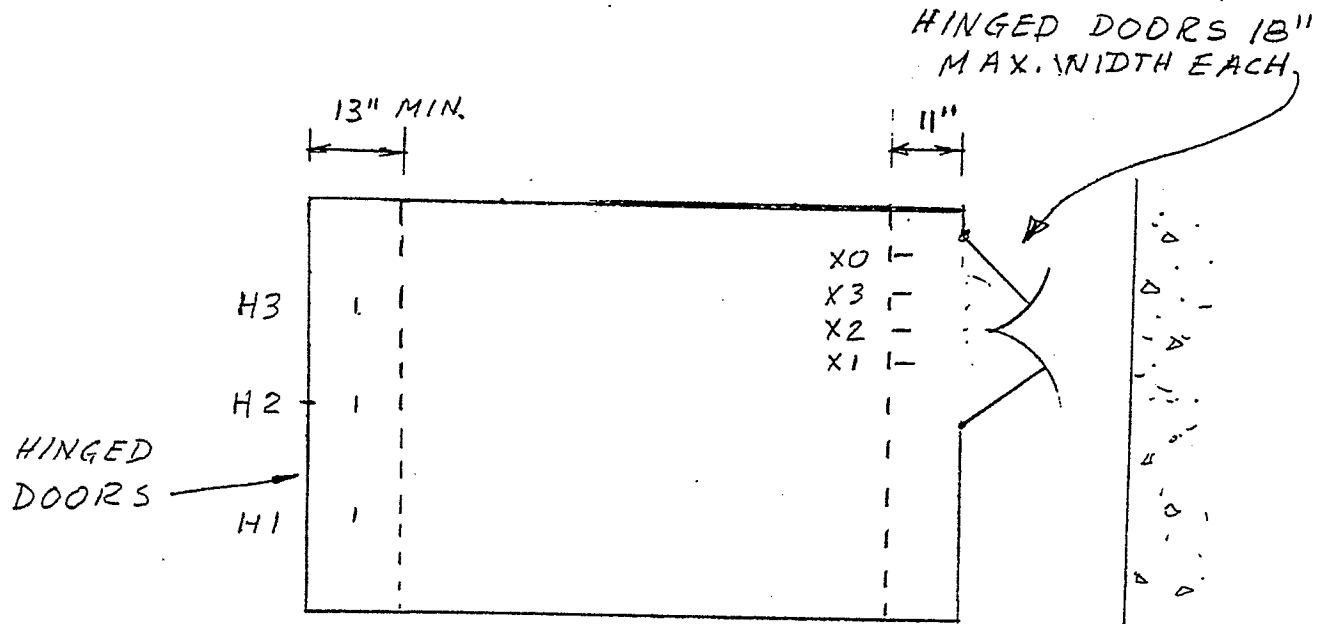 HINGED DOORS 18"
MAX. WIDTH EACH
13" MIN.
11"
X0
X3
X2
X1
H3
H2
H1
HINGED
DOORS